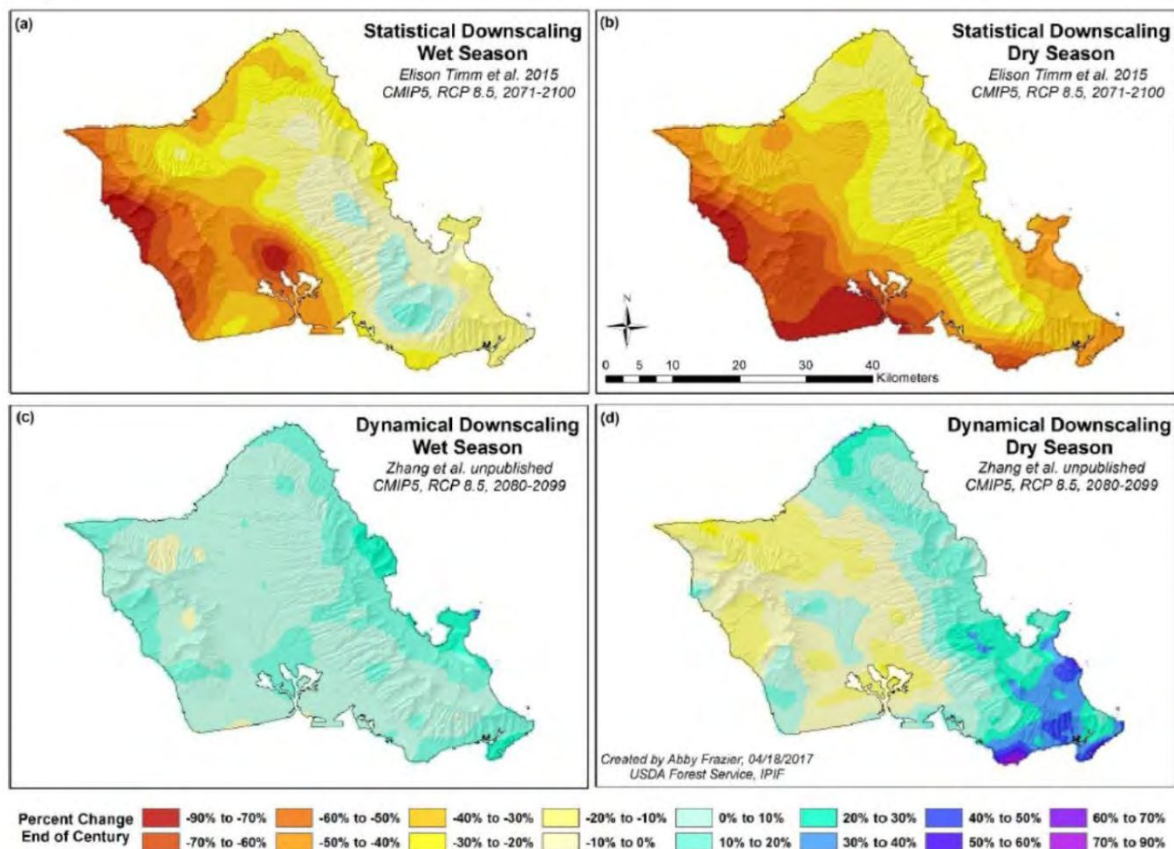 (a)
Statistical Downscaling
Wet Season
Elison Timm et al. 2015
CMIP5, RCP 8.5, 2071-2100
(b)
Statistical Downscaling
Dry Season
Elison Timm et al. 2015
CMIP5, RCP 8.5, 2071-2100
N
0 5 10 20 30 40
Kilometers
(c)
Dynamical Downscaling
Wet Season
Zhang et al. unpublished
CMIP5, RCP 8.5, 2080-2099
(d)
Dynamical Downscaling
Dry Season
Zhang et al. unpublished
CMIP5, RCP 8.5, 2080-2099
Created by Abby Frazier, 04/18/2017
USDA Forest Service, IPIF
Percent Change
End of Century
-90% to -70% -60% to -50% -40% to -30% -20% to -10% 0% to 10% 20% to 30% 40% to 50% 60% to 70%
-70% to -60% -50% to -40% -30% to -20% -10% to 0% 10% to 20% 30% to 40% 50% to 60% 70% to 90%